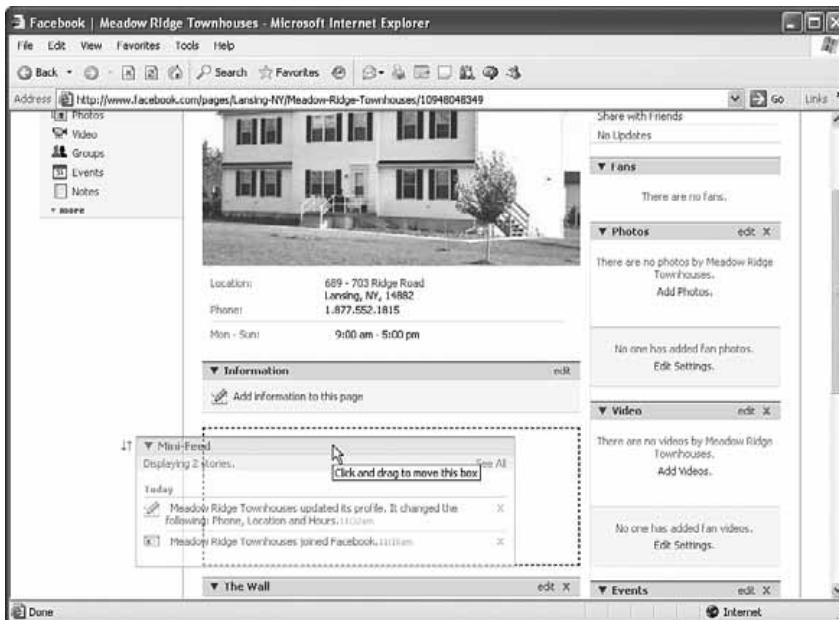 Facebook | Meadow RIdge Townhouses - Microsoft Internet Explorer
File Edit View Favorites Tools Help
Back Search Favorites
Address http://www.facebook.com/pages/Lansing-NY/Meadow-Ridge-Townhouses/10948048349 Go Links
Photos
Video
Groups
Events
Notes
more
Location: 689 - 703 Ridge Road
Lansing, NY, 14882
Phone: 1.877.552.1815
Mon - Sun: 9:00 am - 5:00 pm
Information edit
Add information to this page
Mini-Feed
Displaying 2 stories. See All
Click and drag to move this box
Today
Meadow Ridge Townhouses updated its profile. It changed the
following: Phone, Location and Hours.
Meadow Ridge Townhouses joined Facebook.
The Wall edit X
Share with Friends
No Updates
Fans
There are no fans.
Photos edit X
There are no photos by Meadow Ridge
Townhouses.
Add Photos.
No one has added fan photos.
Edit Settings.
Video edit X
There are no videos by Meadow Ridge
Townhouses.
Add Videos.
No one has added fan videos.
Edit Settings.
Events edit X
Done Internet